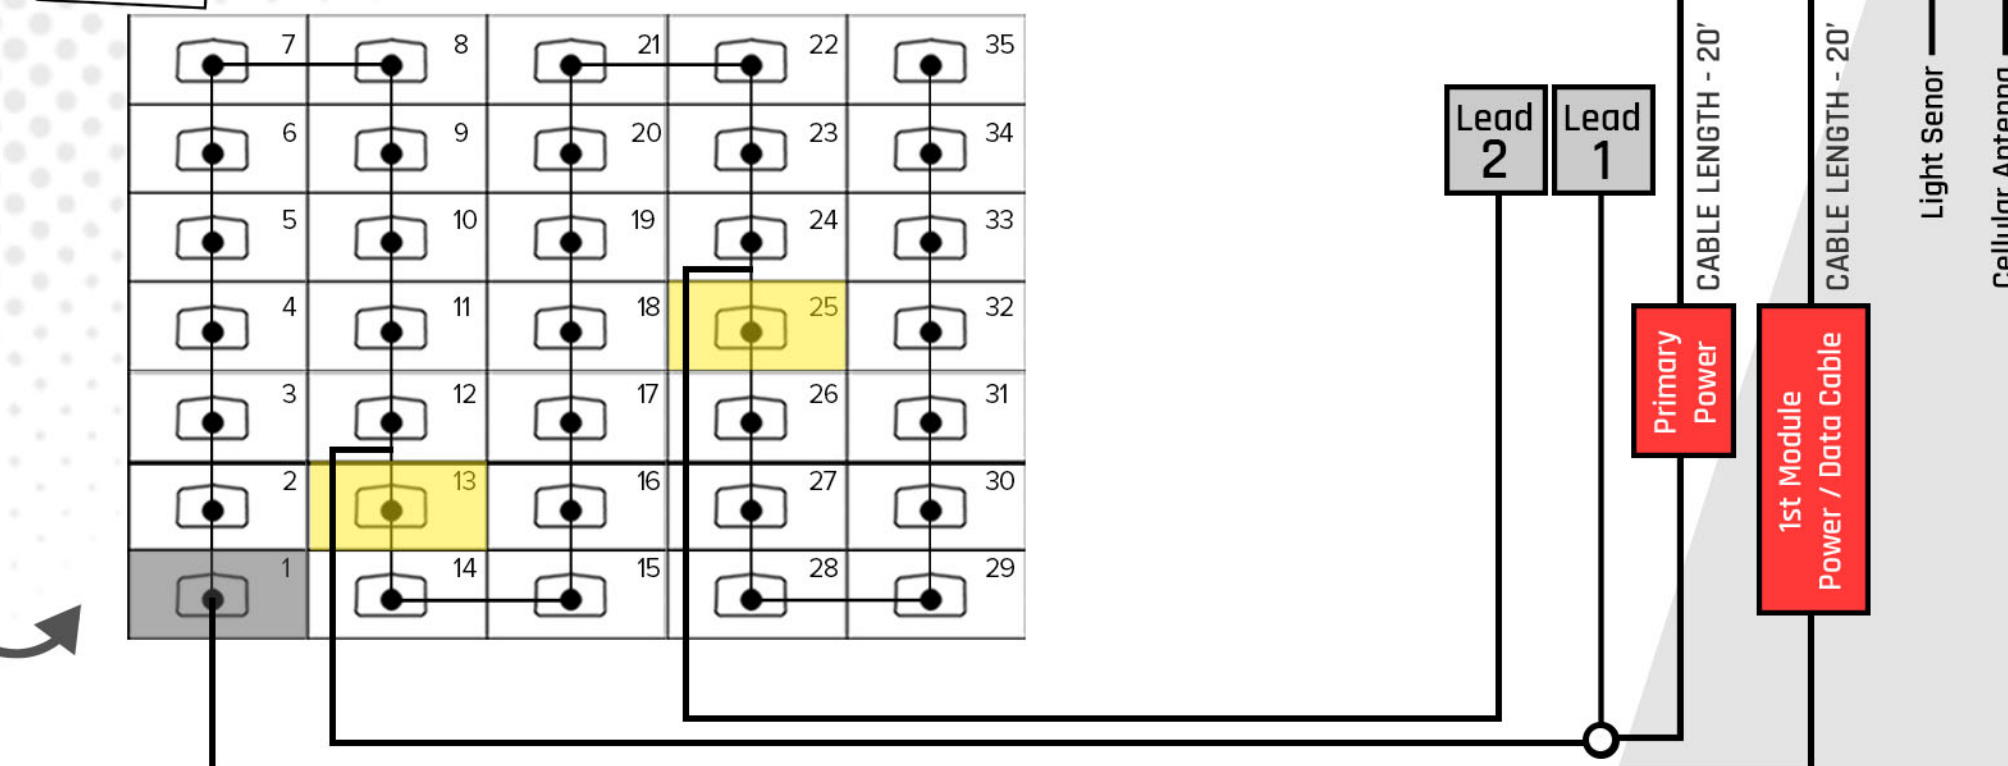 7 8 21 22 35
6 9 20 23 34
5 10 19 24 33
4 11 18 25 32
3 12 17 26 31
2 13 16 27 30
1 14 15 28 29
Lead
2
Lead
1
CABLE LENGTH - 20'
CABLE LENGTH - 20'
Light Senor
Cellular Antenna
Primary
Power
1st Module
Power / Data Cable